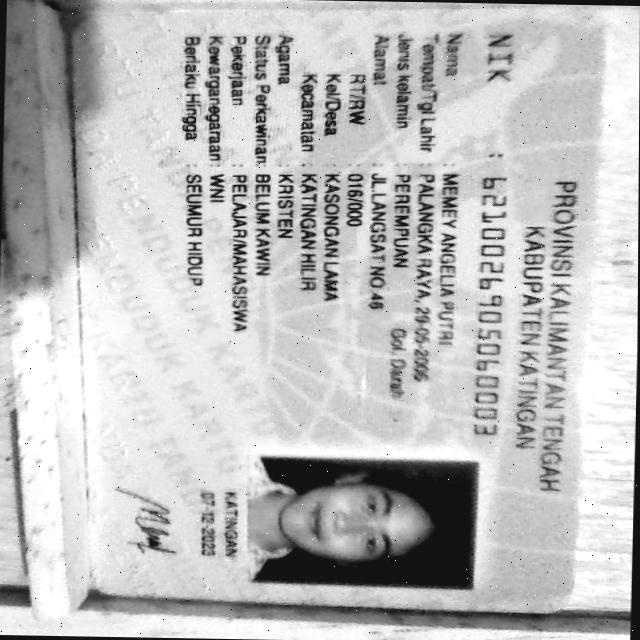 PROVINSI KALIMANTAN TENGAH
KABUPATEN KATINGAN
NIK : 6210026905060003
Nama : MEMEY ANGELIA PUTRI
Tempat/Tgl Lahir : PALANGKA RAYA, 29-05-2006
Jenis kelamin : PEREMPUAN Gol. Darah : -
Alamat : JL.LANGSAT NO.46
RT/RW : 016/000
Kel/Desa : KASONGAN LAMA
Kecamatan : KATINGAN HILIR
Agama : KRISTEN
Status Perkawinan: BELUM KAWIN
Pekerjaan : PELAJAR/MAHASISWA
Kewarganegaraan: WNI
Berlaku Hingga : SEUMUR HIDUP
KATINGAN
07-12-2023